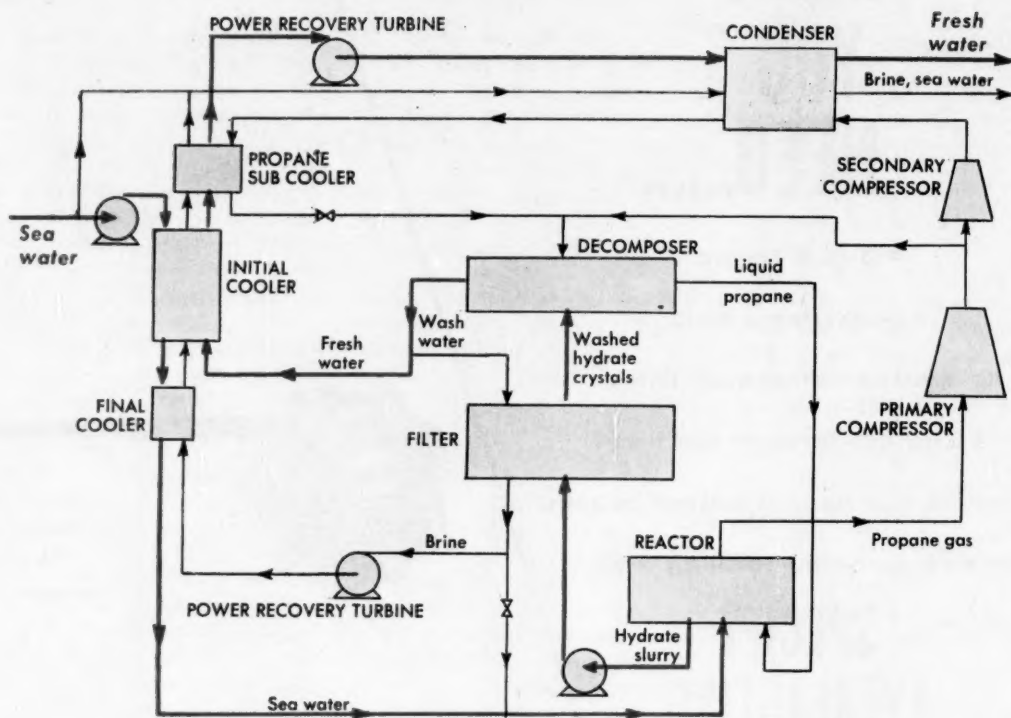 POWER RECOVERY TURBINE
CONDENSER
Fresh
water
Brine, sea water
PROPANE
SUB COOLER
SECONDARY
COMPRESSOR
Sea
water
INITIAL
COOLER
DECOMPOSER
Liquid
propane
Wash
water
Fresh
water
Washed
hydrate
crystals
FINAL
COOLER
FILTER
PRIMARY
COMPRESSOR
Brine
REACTOR
Propane gas
POWER RECOVERY TURBINE
Hydrate
slurry
Sea water